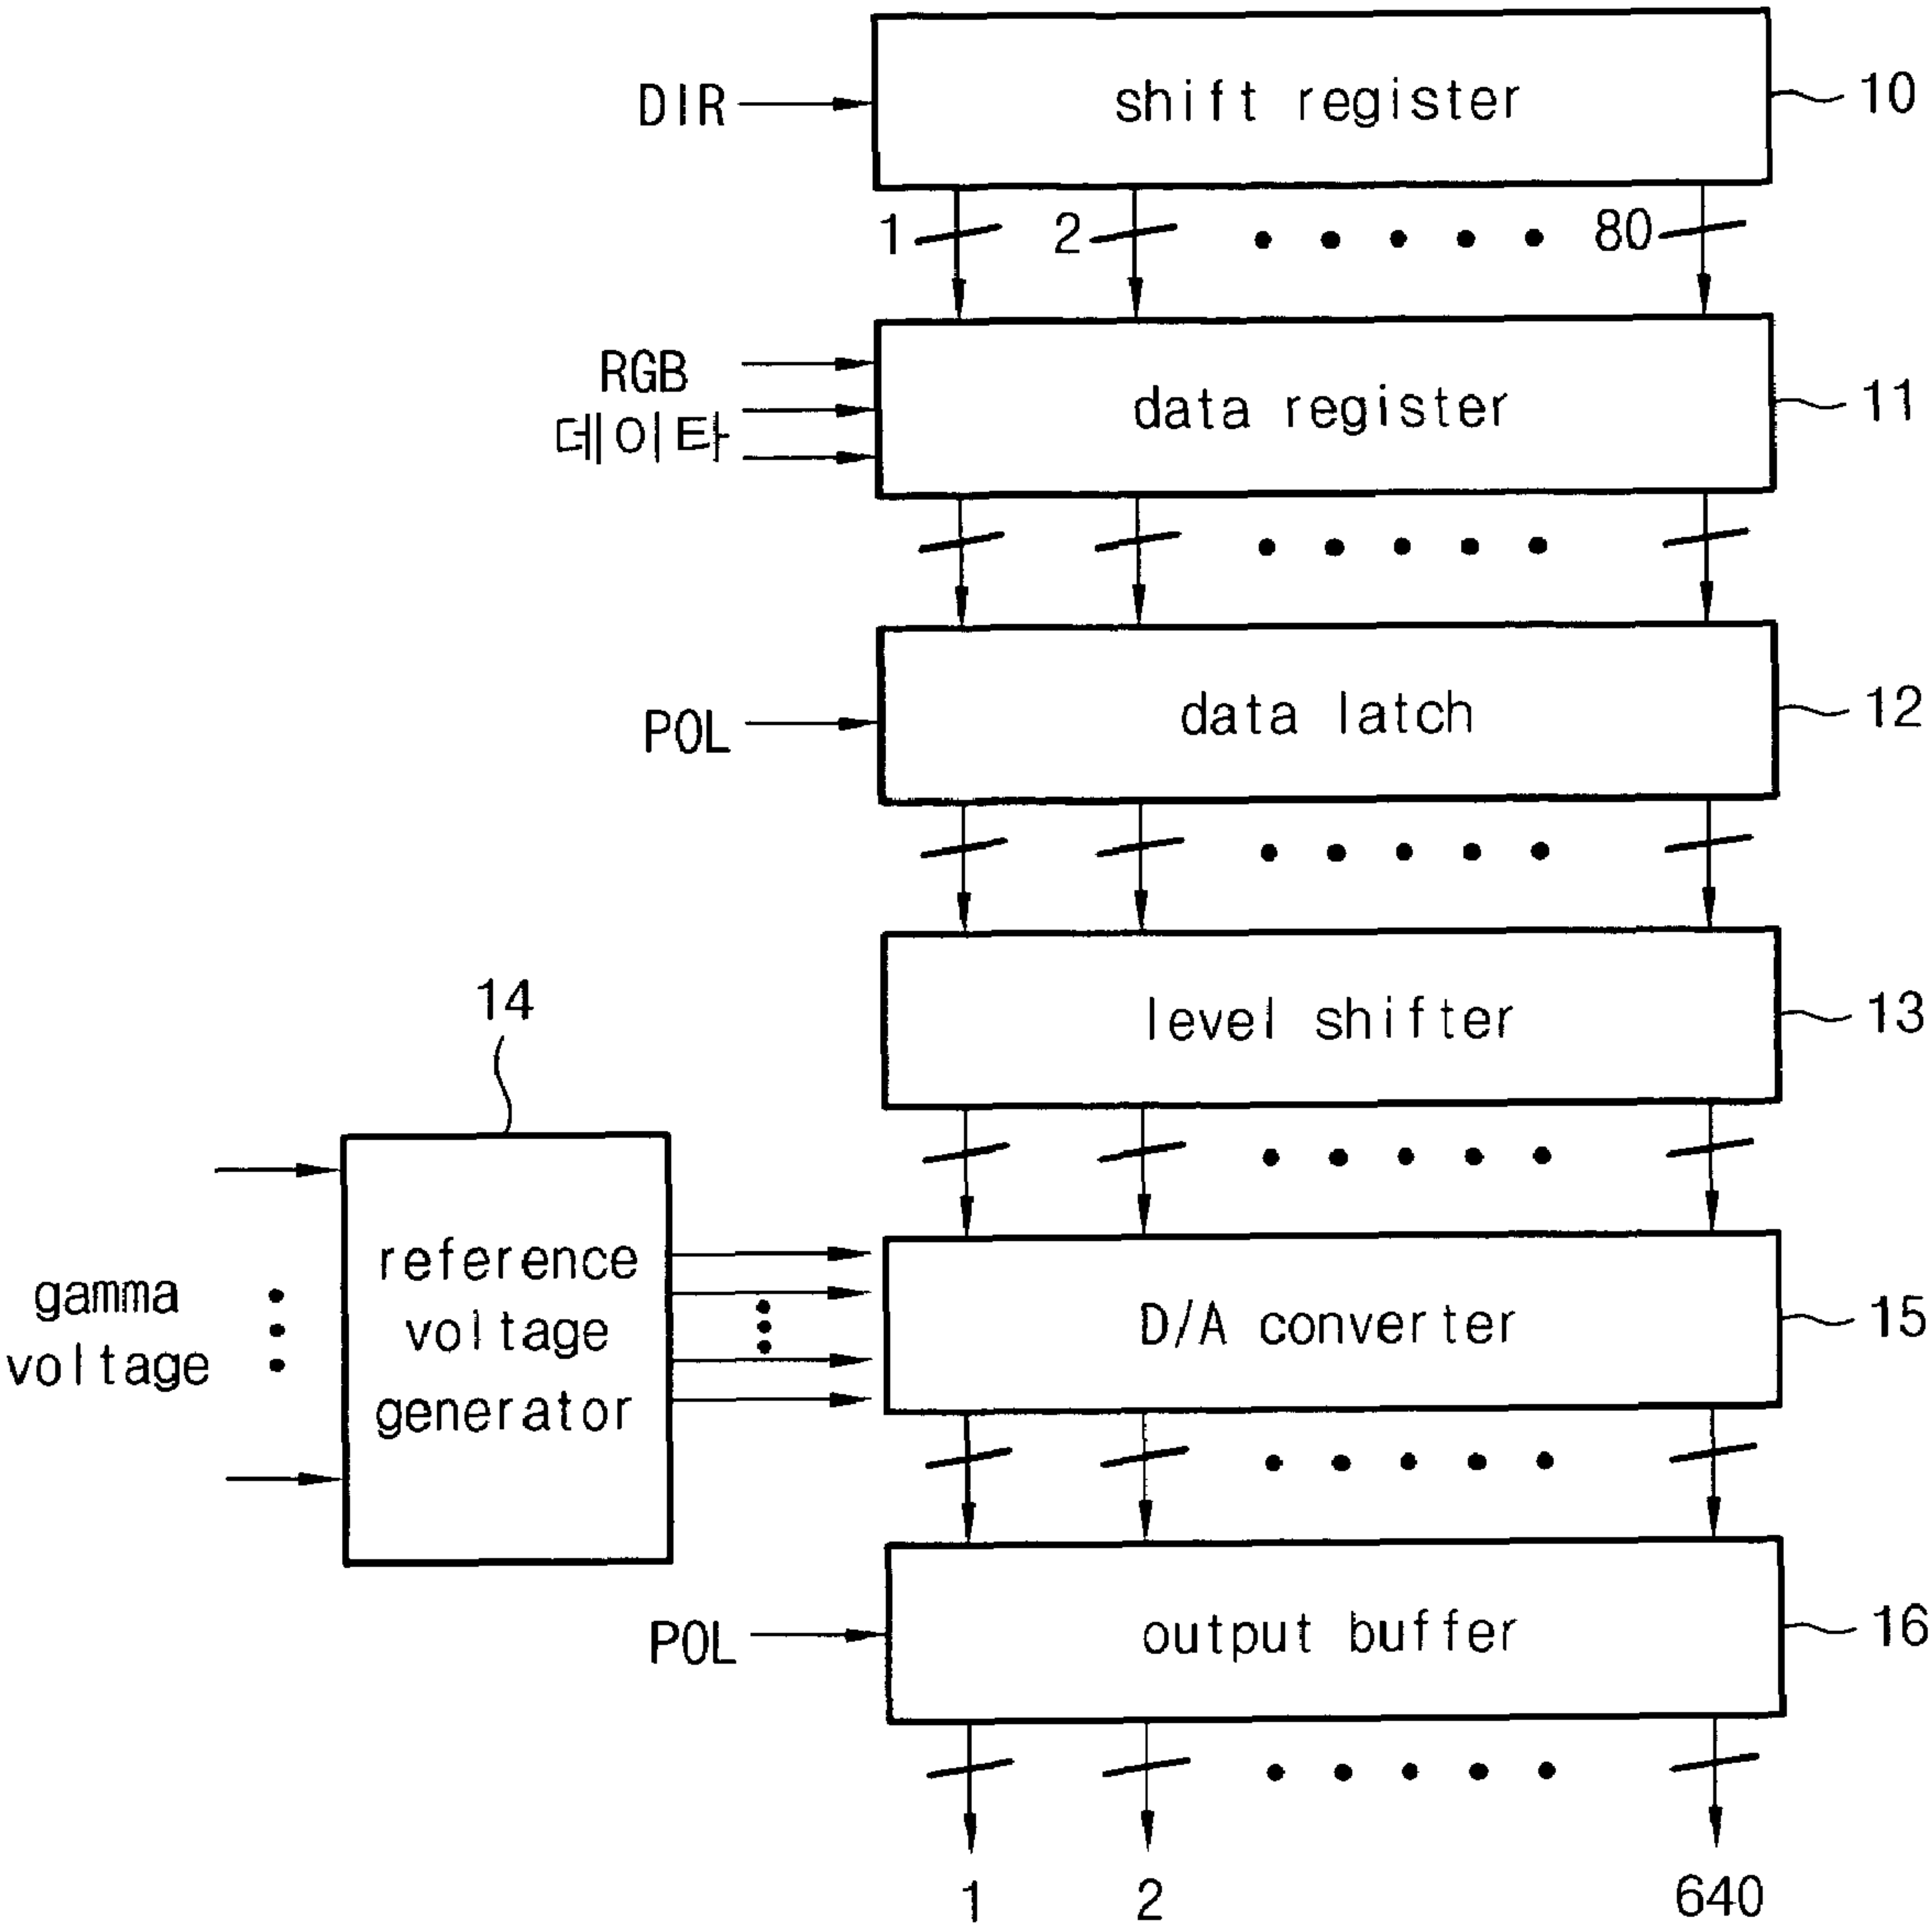 DIR
shift register
10
1
2
80
RGB
데이타
data register
11
POL
data latch
12
level shifter
13
14
gamma
voltage
reference
voltage
generator
D/A converter
15
POL
output buffer
16
1
2
640